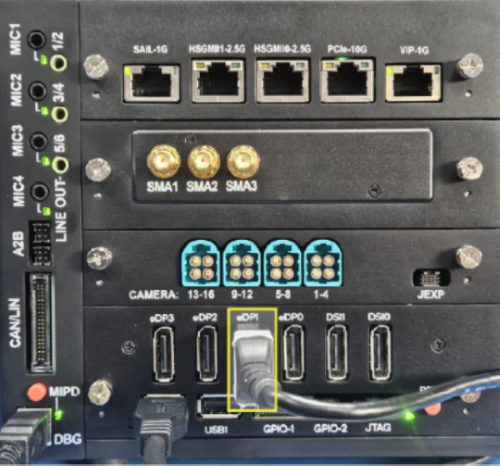 MIC1
1/2
MIC2
3/4
MIC3
5/6
MIC4
LINE OUT
A2B
CAN/LIN
MIPD
DBG
SAIL-1G
HSGMII1-2.5G
HSGMII0-2.5G
PCIe-10G
VIP-1G
SMA1 SMA2 SMA3
CAMERA: 13-16 9-12 5-8 1-4
JEXP
eDP3 eDP2 eDP1 eDP0 DSI1 DSI0
USB1 GPIO-1 GPIO-2 JTAG